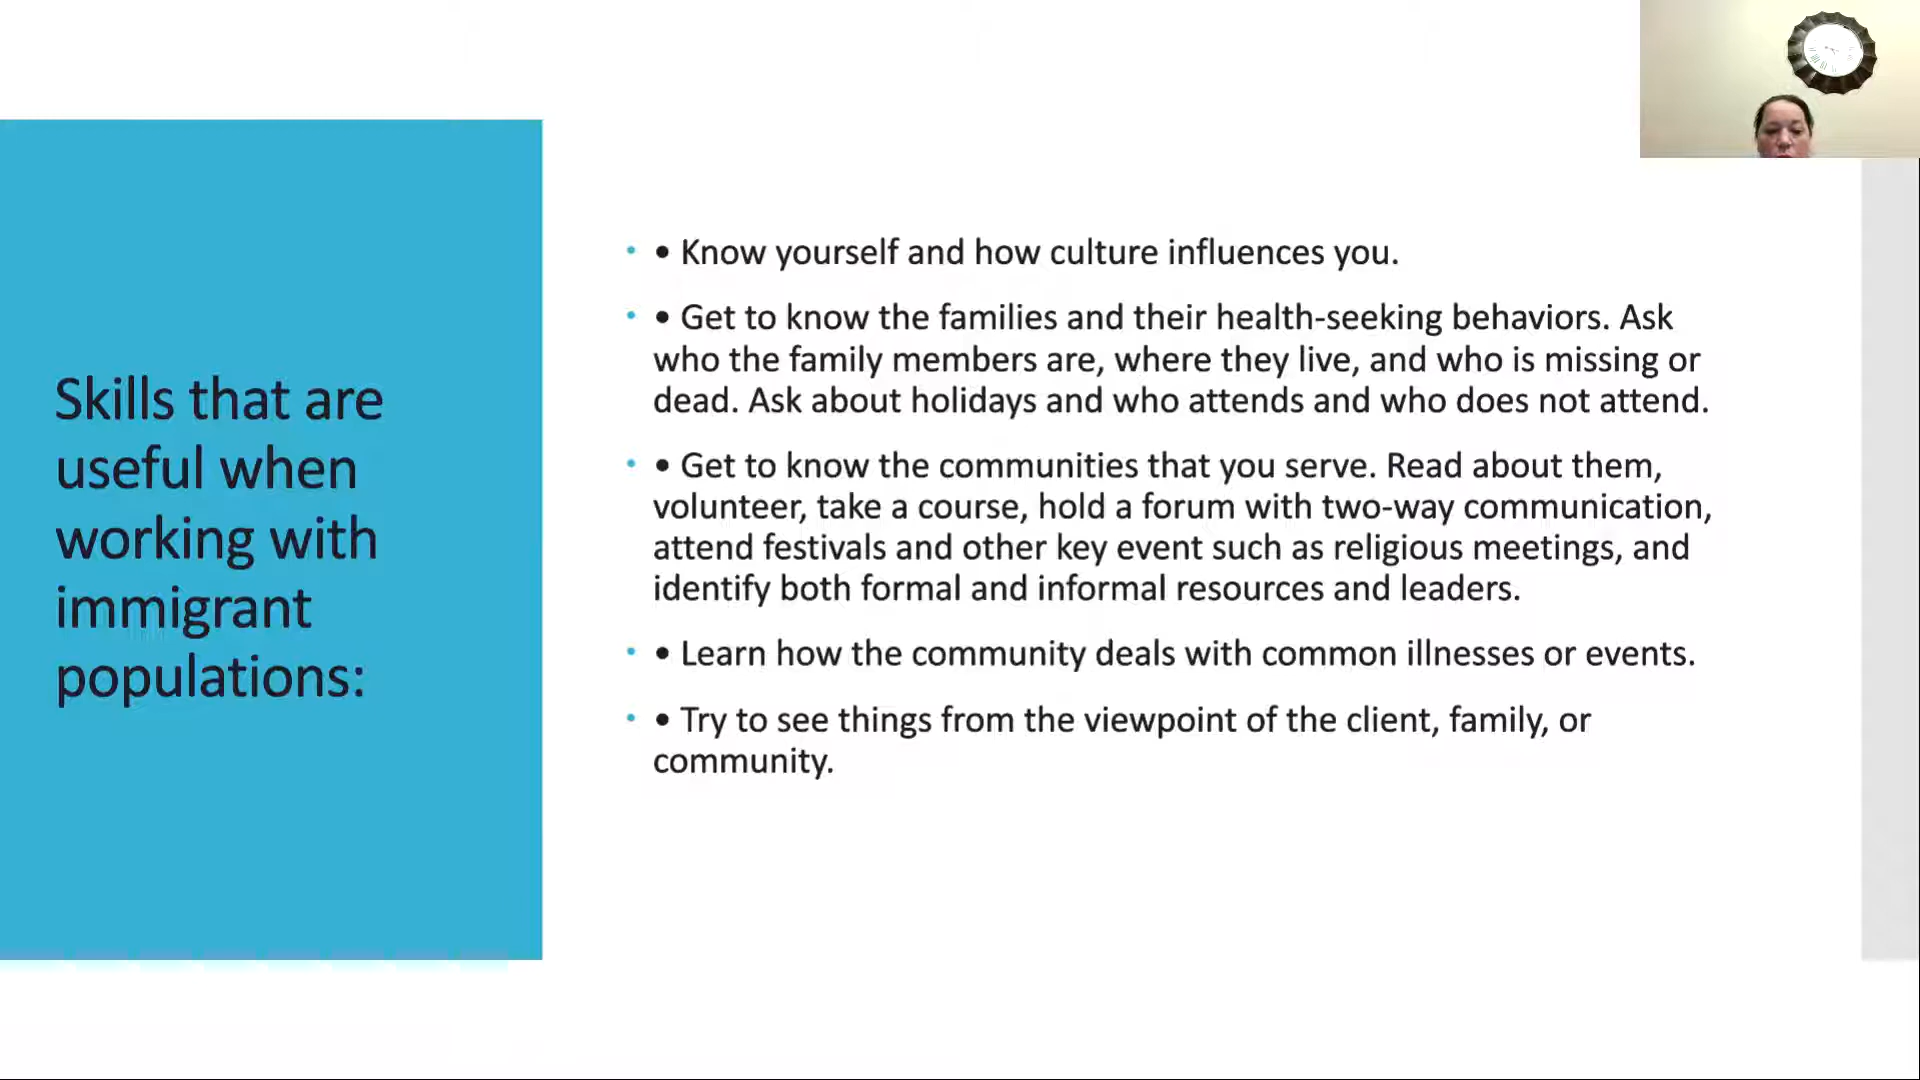 Skills that are
useful when
working with
immigrant
populations:
• • Know yourself and how culture influences you.
• • Get to know the families and their health-seeking behaviors. Ask
who the family members are, where they live, and who is missing or
dead. Ask about holidays and who attends and who does not attend.
• • Get to know the communities that you serve. Read about them,
volunteer, take a course, hold a forum with two-way communication,
attend festivals and other key event such as religious meetings, and
identify both formal and informal resources and leaders.
• • Learn how the community deals with common illnesses or events.
• • Try to see things from the viewpoint of the client, family, or
community.